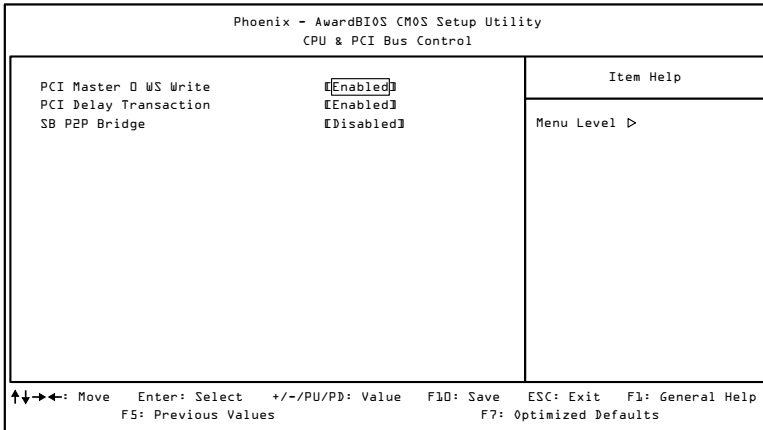 Phoenix - AwardBIOS CMOS Setup Utility
CPU & PCI Bus Control
PCI Master 0 WS Write [Enabled]
PCI Delay Transaction [Enabled]
SB P2P Bridge [Disabled]
Item Help
Menu Level ▷
↑↓→←: Move Enter: Select +/-/PU/PD: Value F10: Save ESC: Exit F1: General Help
F5: Previous Values F7: Optimized Defaults